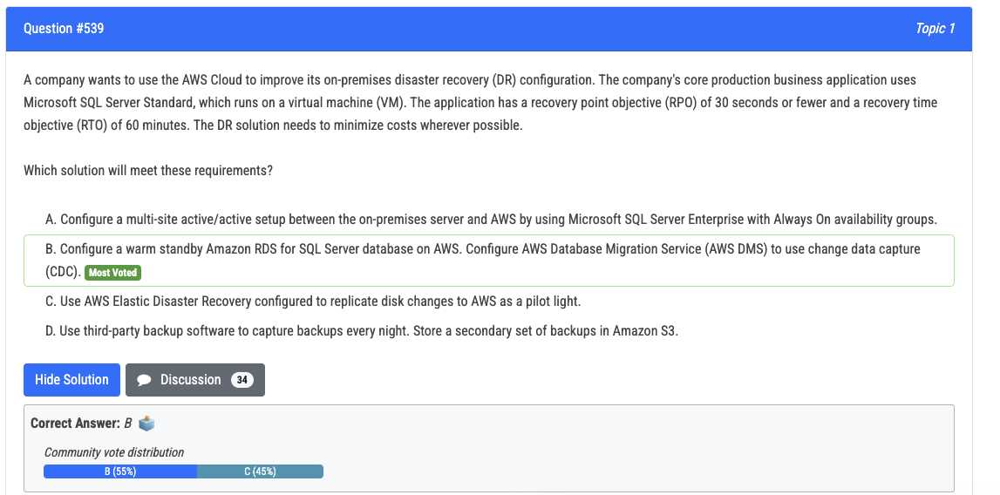 Question #539
Topic 1
A company wants to use the AWS Cloud to improve its on-premises disaster recovery (DR) configuration. The company's core production business application uses
Microsoft SQL Server Standard, which runs on a virtual machine (VM). The application has a recovery point objective (RPO) of 30 seconds or fewer and a recovery time
objective (RTO) of 60 minutes. The DR solution needs to minimize costs wherever possible.
Which solution will meet these requirements?
A. Configure a multi-site active/active setup between the on-premises server and AWS by using Microsoft SQL Server Enterprise with Always On availability groups.
B. Configure a warm standby Amazon RDS for SQL Server database on AWS. Configure AWS Database Migration Service (AWS DMS) to use change data capture
(CDC). Most Voted
C. Use AWS Elastic Disaster Recovery configured to replicate disk changes to AWS as a pilot light.
D. Use third-party backup software to capture backups every night. Store a secondary set of backups in Amazon S3.
Hide Solution
Discussion 34
Correct Answer: B
Community vote distribution
B (55%)
C (45%)